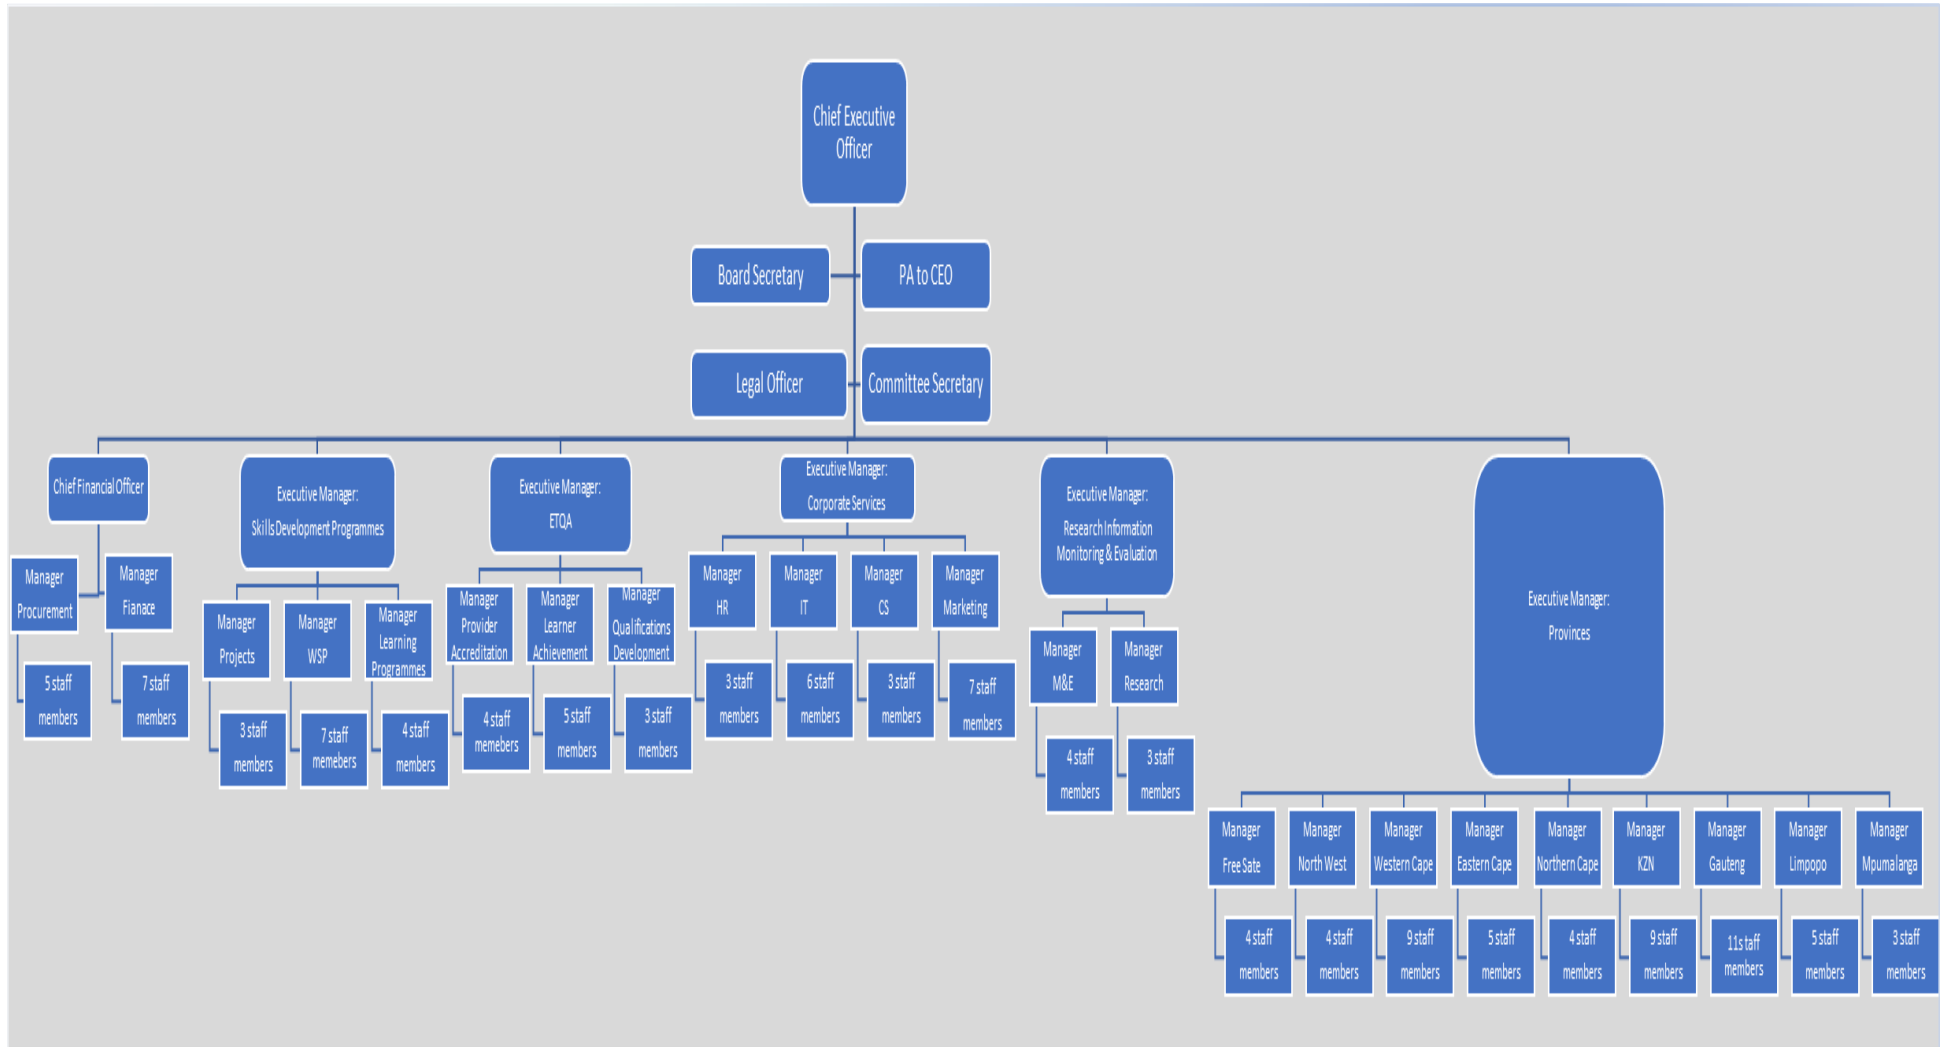 Chief Executive
Officer
Board Secretary
PA to CEO
Legal Officer
Committee Secretary
Chief Financial Officer
Manager
Procurement
5 staff
members
Manager
Fianace
7 staff
members
Executive Manager:
Skills Development Programmes
Manager
Projects
3 staff
members
Manager
WSP
7 staff
memebers
Manager
Learning
Programmes
4 staff
members
Executive Manager:
ETQA
Manager
Provider
Accreditation
4 staff
memebers
Manager
Learner
Achievement
5 staff
members
Manager
Qualifications
Development
3 staff
members
Executive Manager:
Corporate Services
Manager
HR
3 staff
members
Manager
IT
6 staff
members
Manager
CS
3 staff
members
Manager
Marketing
7 staff
members
Executive Manager:
Research Information
Monitoring & Evaluation
Manager
M&E
4 staff
members
Manager
Research
3 staff
members
Executive Manager:
Provinces
Manager
Free Sate
4 staff
members
Manager
North West
4 staff
members
Manager
Western Cape
9 staff
members
Manager
Eastern Cape
5 staff
members
Manager
Northern Cape
4 staff
members
Manager
KZN
9 staff
members
Manager
Gauteng
11s taff
members
Manager
Limpopo
5 staff
members
Manager
Mpumalanga
3 staff
members